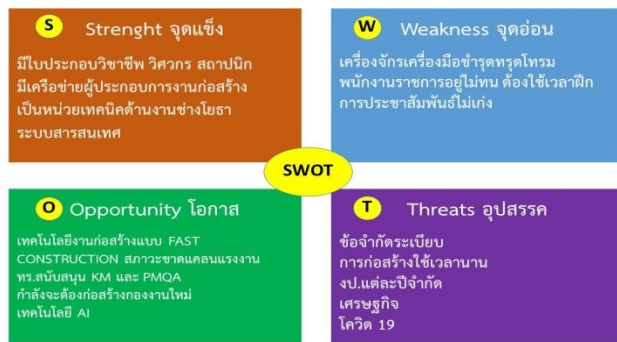 S Strenght จุดแข็ง
มีใบประกอบวิชาชีพ วิศวกร สถาปนิก
มีเครือข่ายผู้ประกอบการงานก่อสร้าง
เป็นหน่วยเทคนิคด้านงานช่างโยธา
ระบบสารสนเทศ
W Weakness จุดอ่อน
เครื่องจักรเครื่องมือชำรุดทรุดโทรม
พนักงานราชการอยู่ไม่ทน ต้องใช้เวลาฝึก
การประชาสัมพันธ์ไม่เก่ง
SWOT
O Opportunity โอกาส
เทคโนโลยีงานก่อสร้างแบบ FAST
CONSTRUCTION สภาวะขาดแคลนแรงงาน
ทร.สนับสนุน KM และ PMQA
กำลังจะต้องก่อสร้างกองงานใหม่
เทคโนโลยี AI
T Threats อุปสรรค
ข้อจำกัดระเบียบ
การก่อสร้างใช้เวลานาน
งป.แต่ละปีจำกัด
เศรษฐกิจ
โควิด 19